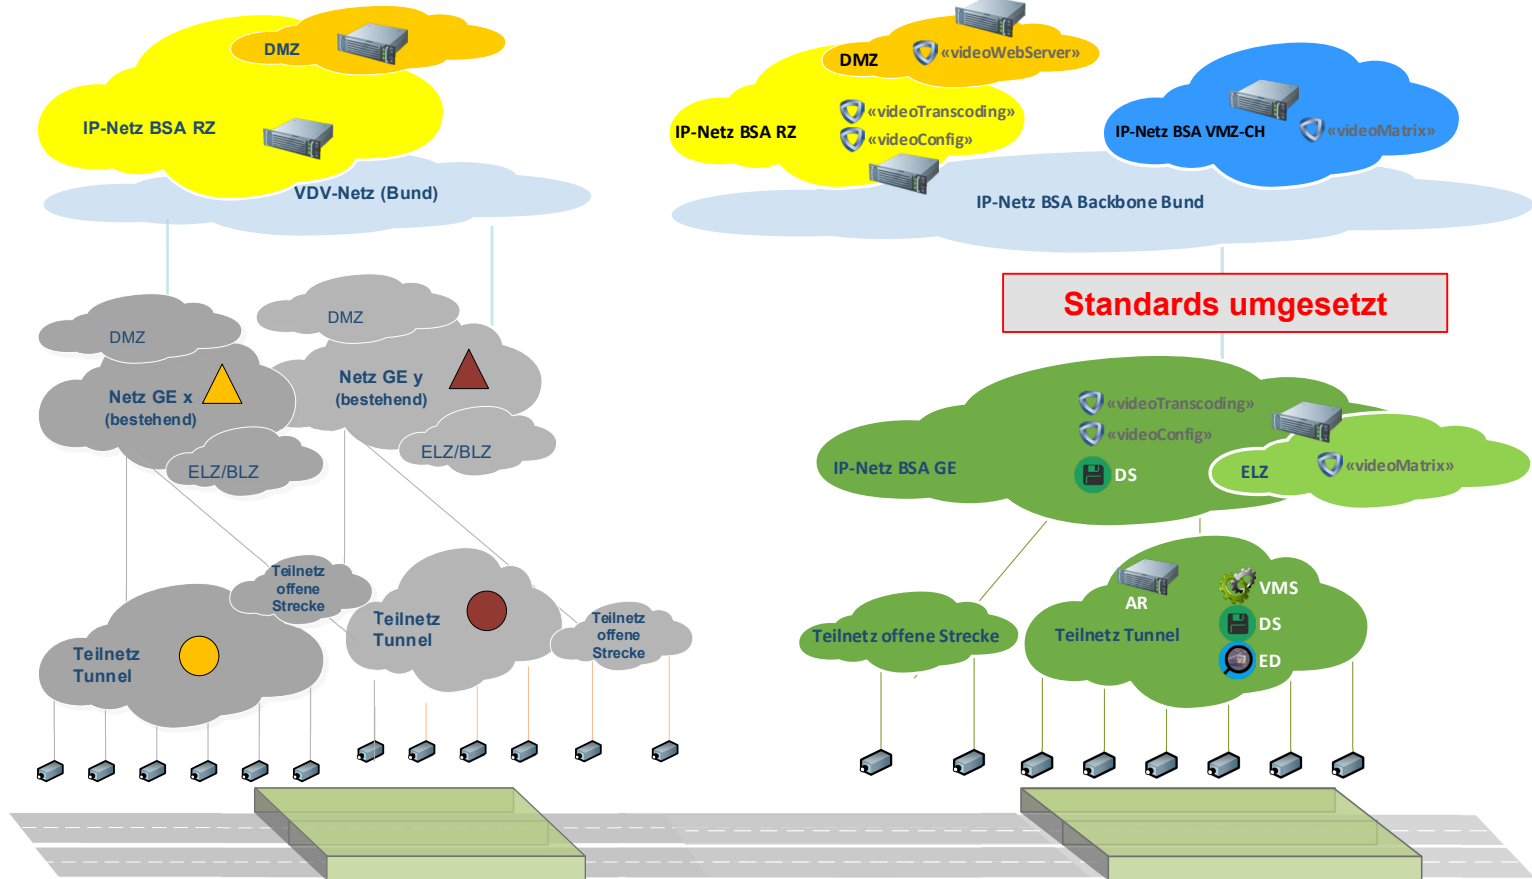 DMZ
IP-Netz BSA RZ
VDV-Netz (Bund)
DMZ
Netz GE x
(bestehend)
ELZ/BLZ
DMZ
Netz GE y
(bestehend)
ELZ/BLZ
Teilnetz
offene
Strecke
Teilnetz
Tunnel
Teilnetz
Tunnel
Teilnetz
offene
Strecke
DMZ
«videoWebServer»
IP-Netz BSA RZ
«videoTranscoding»
«videoConfig»
IP-Netz BSA VMZ-CH
«videoMatrix»
IP-Netz BSA Backbone Bund
Standards umgesetzt
«videoTranscoding»
«videoConfig»
IP-Netz BSA GE
DS
ELZ
«videoMatrix»
Teilnetz offene Strecke
AR
Teilnetz Tunnel
VMS
DS
ED